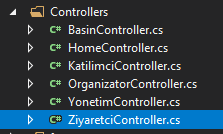 Controllers
C# BasinController.cs
C# HomeController.cs
C# KatilimciController.cs
C# OrganizatorController.cs
C# YonetimController.cs
C# ZiyaretciController.cs